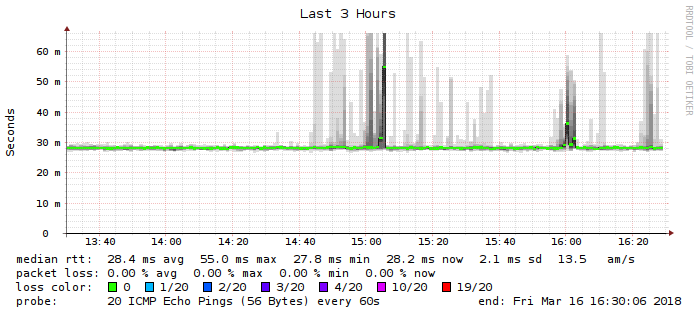 Last 3 Hours
RRDTOOL / TOBI OETIKER
Seconds
60 m
50 m
40 m
30 m
20 m
10 m
0
13:40 14:00 14:20 14:40 15:00 15:20 15:40 16:00 16:20
median rtt: 28.4 ms avg 55.0 ms max 27.8 ms min 28.2 ms now 2.1 ms sd 13.5 am/s
packet loss: 0.00 % avg 0.00 % max 0.00 % min 0.00 % now
loss color: 0 1/20 2/20 3/20 4/20 10/20 19/20
probe: 20 ICMP Echo Pings (56 Bytes) every 60s end: Fri Mar 16 16:30:06 2018